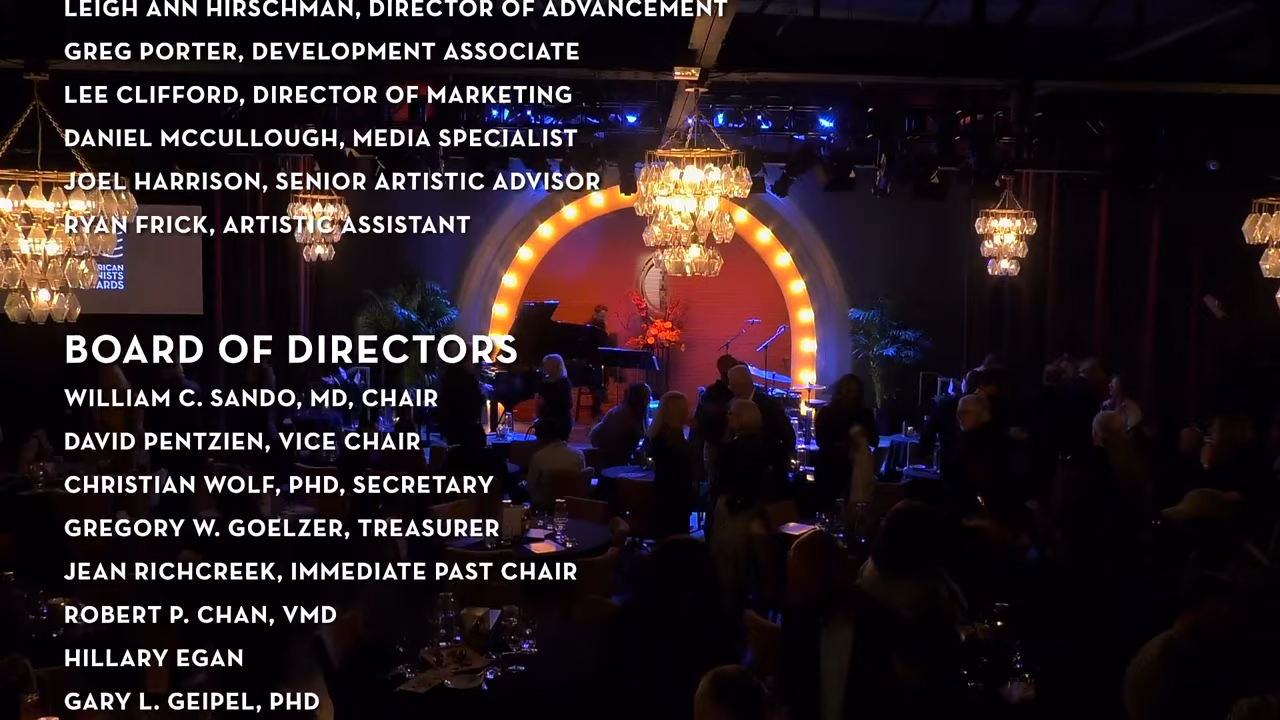 LEIGH ANN HIRSCHMAN, DIRECTOR OF ADVANCEMENT
GREG PORTER, DEVELOPMENT ASSOCIATE
LEE CLIFFORD, DIRECTOR OF MARKETING
DANIEL MCCULLOUGH, MEDIA SPECIALIST
JOEL HARRISON, SENIOR ARTISTIC ADVISOR
RYAN FRICK, ARTISTIC ASSISTANT
BOARD OF DIRECTORS
WILLIAM C. SANDO, MD, CHAIR
DAVID PENTZIEN, VICE CHAIR
CHRISTIAN WOLF, PHD, SECRETARY
GREGORY W. GOELZER, TREASURER
JEAN RICHCREEK, IMMEDIATE PAST CHAIR
ROBERT P. CHAN, VMD
HILLARY EGAN
GARY L. GEIPEL, PHD